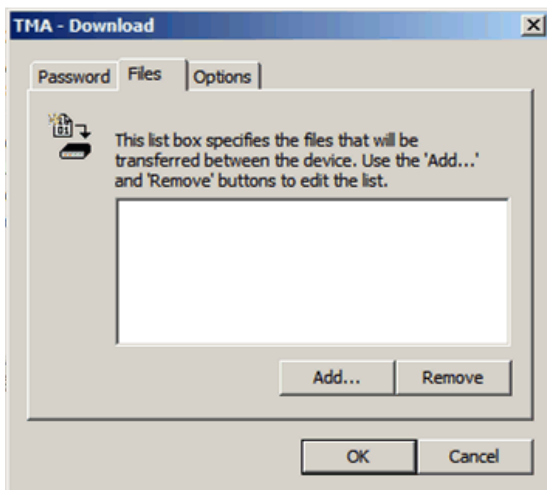 TMA - Download
Password Files Options
This list box specifies the files that will be
transferred between the device. Use the 'Add...'
and 'Remove' buttons to edit the list.
Add... Remove
OK Cancel